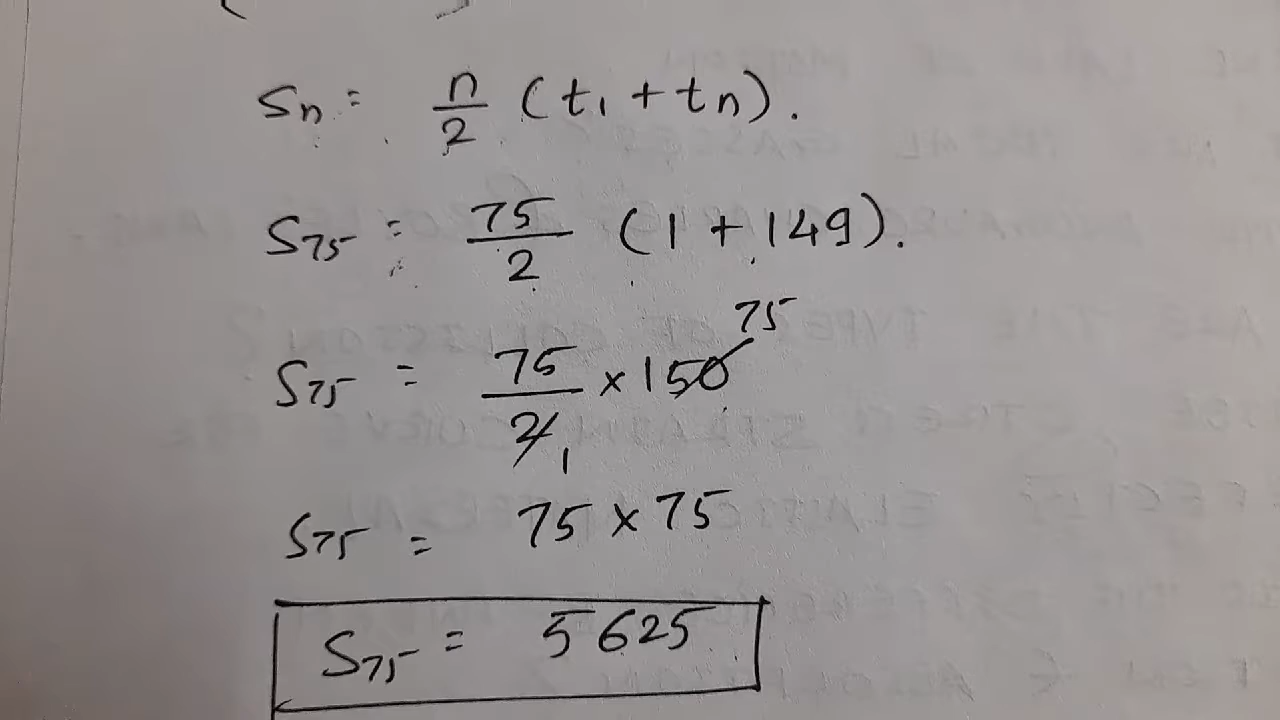 Sn = n/2 (t1 + tn).
S75 = 75/2 (1 + 149).
75
S75 = 75/2 × 150
1
S75 = 75 × 75
S75 = 5625